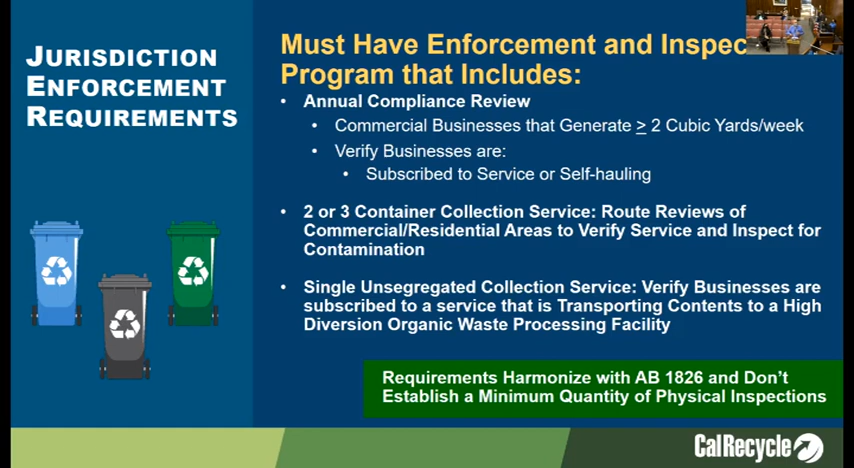 JURISDICTION
ENFORCEMENT
REQUIREMENTS
Must Have Enforcement and Inspec
Program that Includes:
• Annual Compliance Review
• Commercial Businesses that Generate ≥ 2 Cubic Yards/week
• Verify Businesses are:
• Subscribed to Service or Self-hauling
• 2 or 3 Container Collection Service: Route Reviews of
Commercial/Residential Areas to Verify Service and Inspect for
Contamination
• Single Unsegregated Collection Service: Verify Businesses are
subscribed to a service that is Transporting Contents to a High
Diversion Organic Waste Processing Facility
Requirements Harmonize with AB 1826 and Don't
Establish a Minimum Quantity of Physical Inspections
CalRecycle